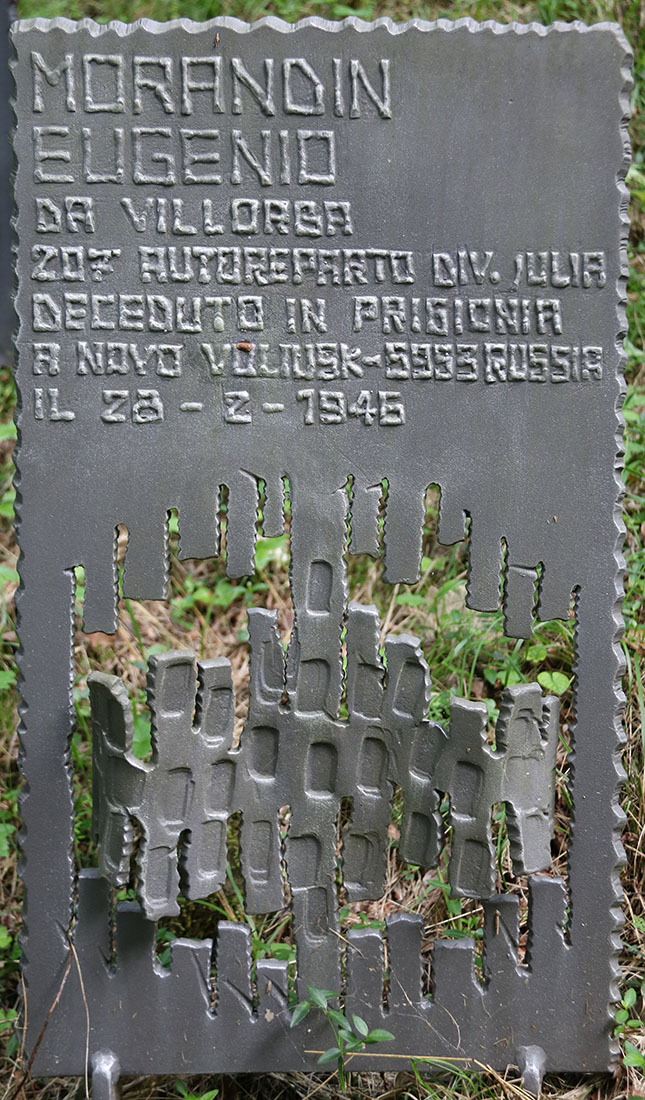 MORANDIN
EUGENIO
DA VILLORBA
207° AUTOREPARTO DIV. JULIA
DECEDUTO IN PRIGIONIA
A NOVO VOLIUSK-5993 RUSSIA
IL 28-2-1946